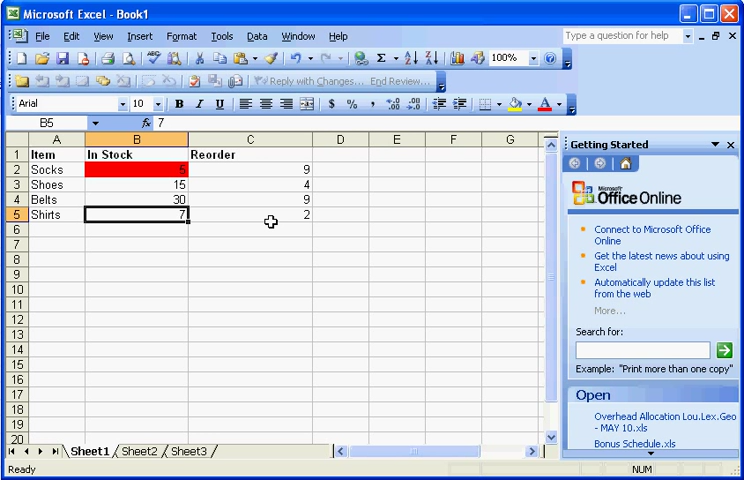 Microsoft Excel - Book1
File Edit View Insert Format Tools Data Window Help Type a question for help
Σ A Z Z A 100%
Reply with Changes... End Review...
Arial 10 B I U $ % ,
B5 fx 7
A B C D E F G
1 Item In Stock Reorder
2 Socks 5 9
3 Shoes 15 4
4 Belts 30 9
5 Shirts 7 2
6
7
8
9
10
11
12
13
14
15
16
17
18
19
20
Sheet1 Sheet2 Sheet3
Ready NUM
Getting Started
Microsoft
Office Online
Connect to Microsoft Office
Online
Get the latest news about using
Excel
Automatically update this list
from the web
More...
Search for:
Example: "Print more than one copy"
Open
Overhead Allocation Lou.Lex.Geo
- MAY 10.xls
Bonus Schedule.xls